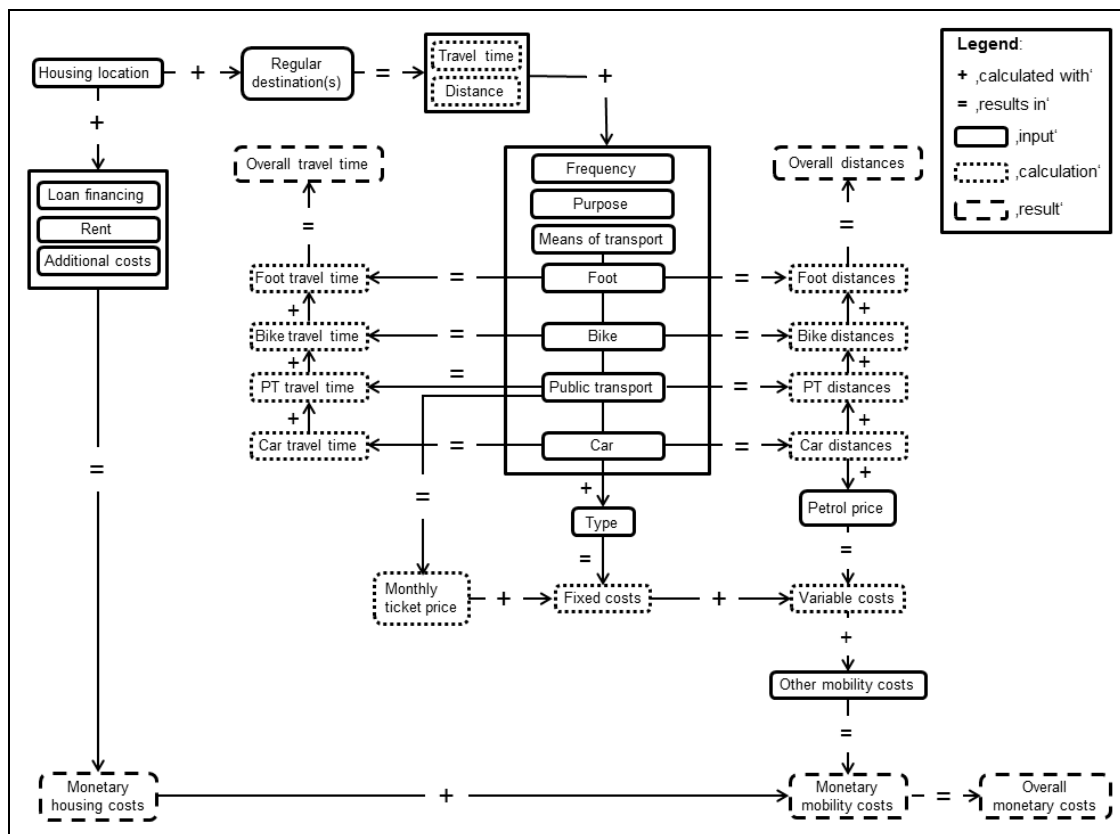 Housing location
+
Regular
destination(s)
=
Travel time
Distance
+
Legend:
+ ‚calculated with‘
= ‚results in‘
‚input‘
‚calculation‘
‚result‘
+
Loan financing
Rent
Additional costs
=
Overall travel time
=
Foot travel time
+
Bike travel time
+
PT travel time
+
Car travel time
=
=
=
=
=
Frequency
Purpose
Means of transport
Foot
Bike
Public transport
Car
+
Type
=
=
=
=
=
Overall distances
=
Foot distances
+
Bike distances
+
PT distances
+
Car distances
+
Petrol price
=
Monthly
ticket price
+
Fixed costs
+
Variable costs
+
Other mobility costs
=
Monetary
housing costs
+
Monetary
mobility costs
=
Overall
monetary costs